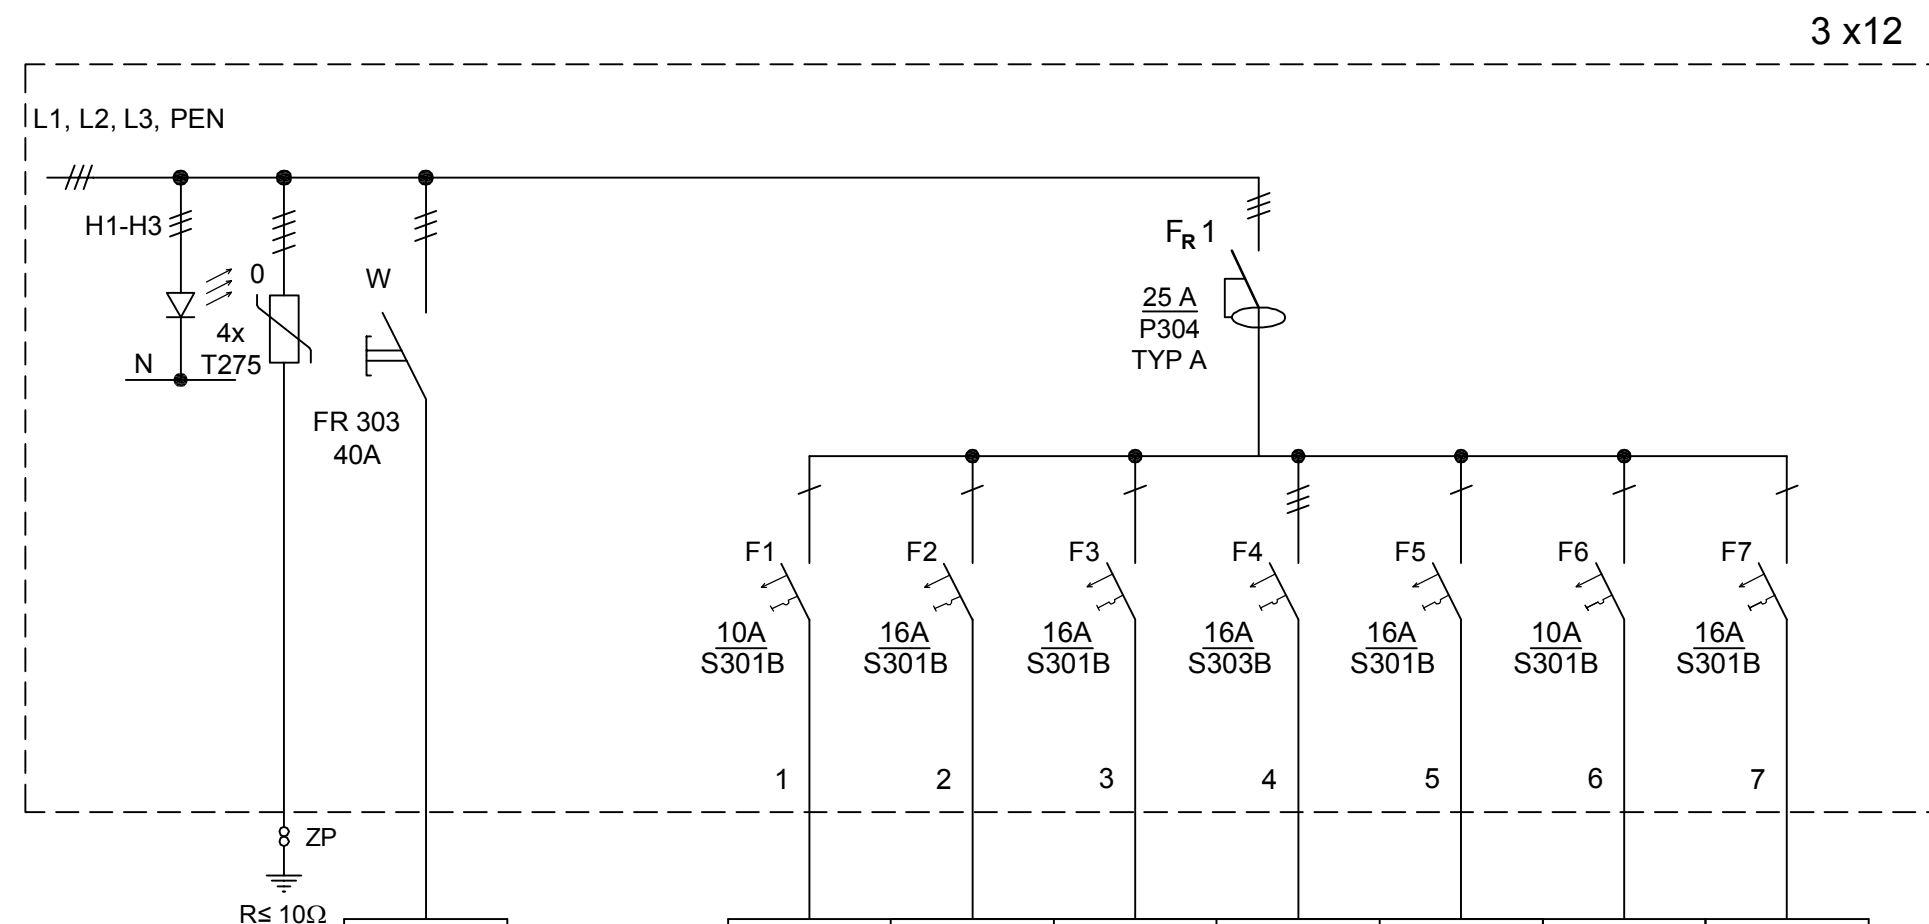 3 x12
L1, L2, L3, PEN
H1-H3
0
4x
T275
N
W
FR 303
40A
FR 1
25 A
P304
TYP A
F1
F2
F3
F4
F5
F6
F7
10A
S301B
16A
S301B
16A
S301B
16A
S303B
16A
S301B
10A
S301B
16A
S301B
1
2
3
4
5
6
7
ZP
R≤ 10Ω